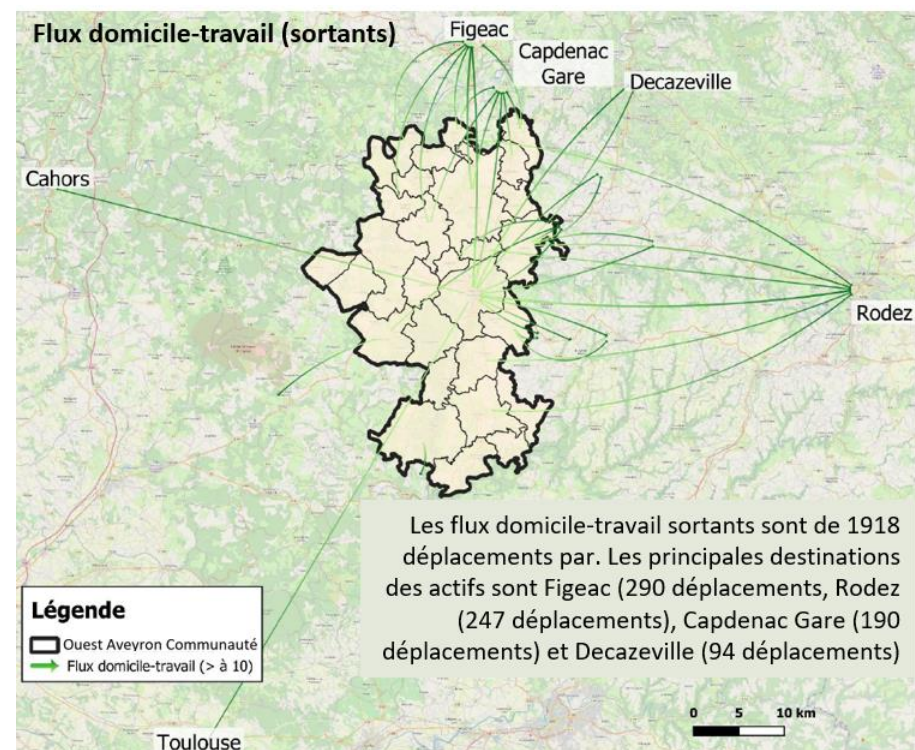 Flux domicile-travail (sortants)
Figeac
Capdenac
Gare
Decazeville
Cahors
Rodez
Les flux domicile-travail sortants sont de 1918
déplacements par. Les principales destinations
des actifs sont Figeac (290 déplacements, Rodez
(247 déplacements), Capdenac Gare (190
déplacements) et Decazeville (94 déplacements)
Légende
Ouest Aveyron Communauté
Flux domicile-travail (> à 10)
0 5 10 km
Toulouse